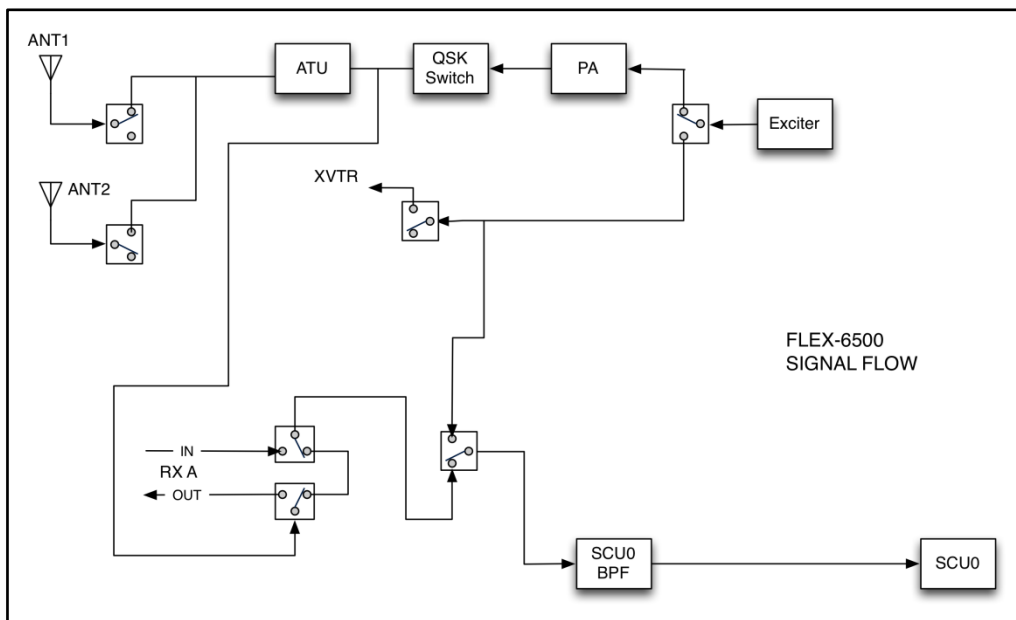 ANT1
ATU
QSK
Switch
PA
Exciter
ANT2
XVTR
FLEX-6500
SIGNAL FLOW
IN
RX A
OUT
SCU0
BPF
SCU0